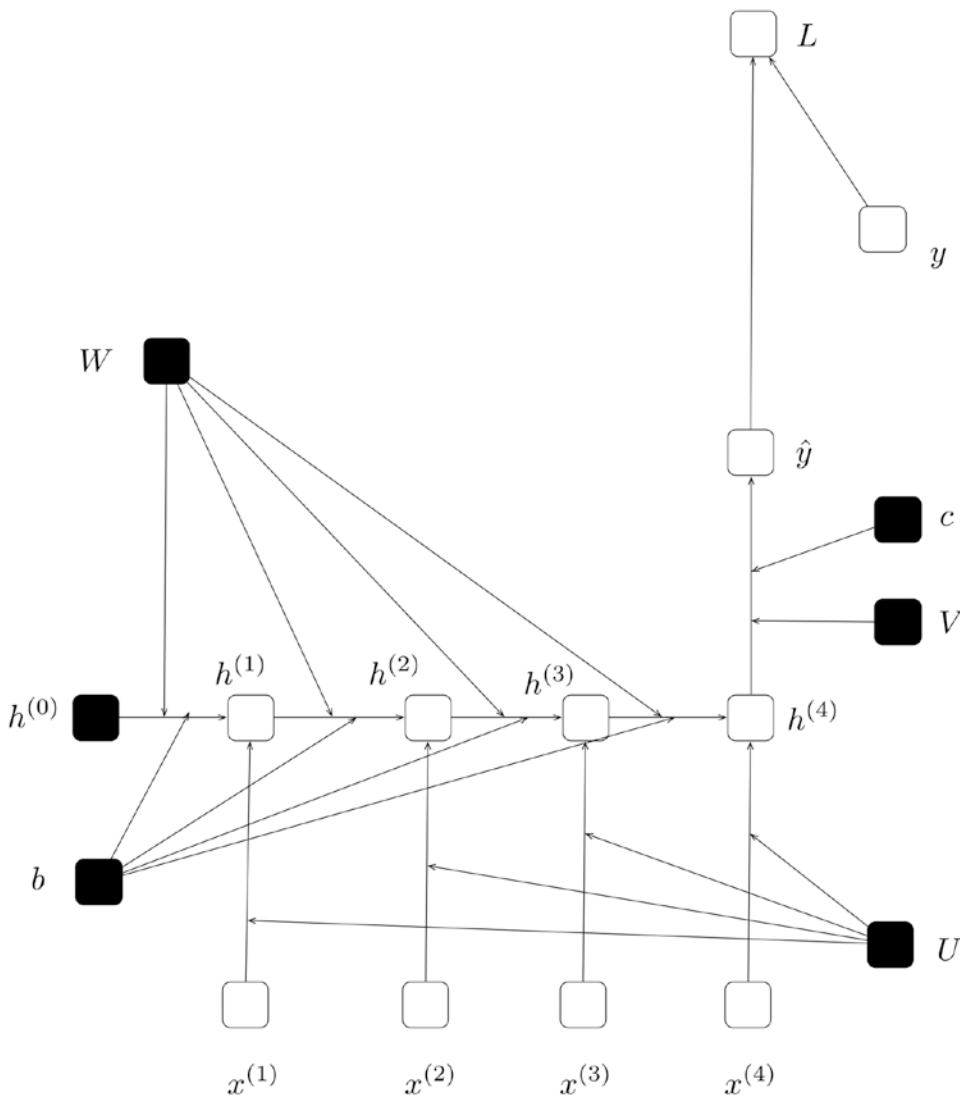 L
y
W
ŷ
c
V
h^{(1)} h^{(2)} h^{(3)}
h^{(0)} h^{(4)}
b
U
x^{(1)} x^{(2)} x^{(3)} x^{(4)}